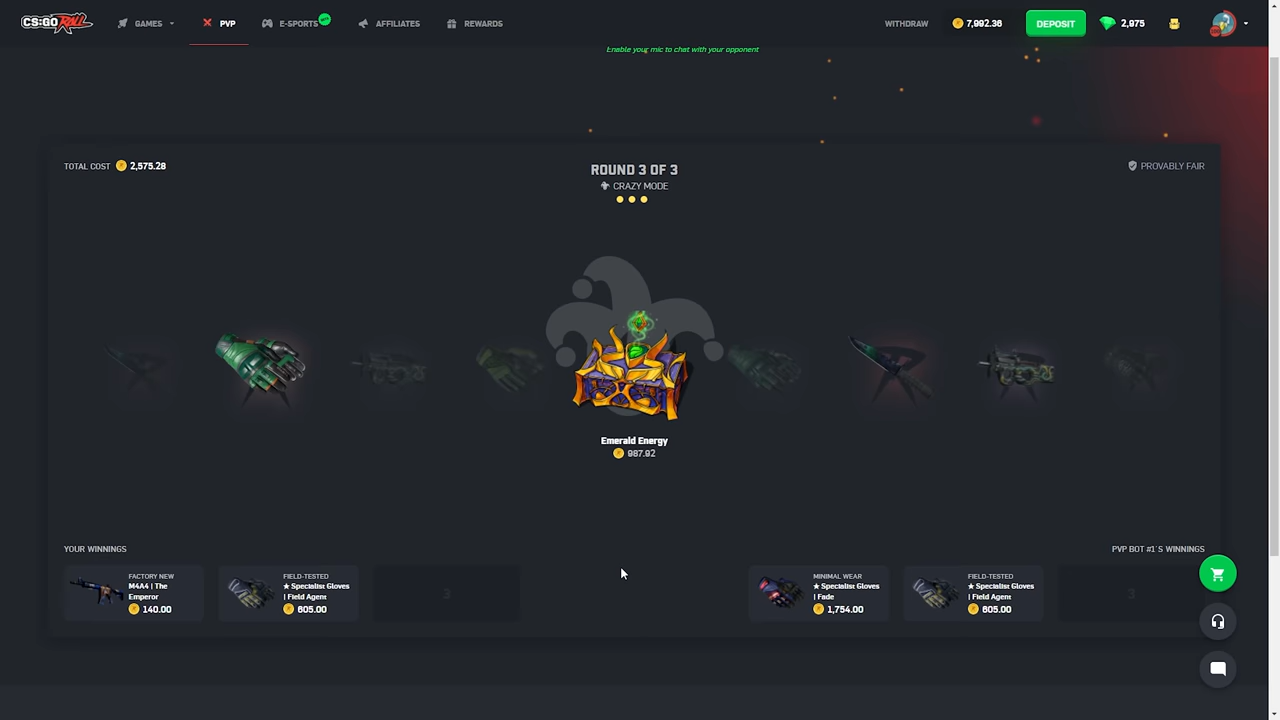 CS:GO ROLL
GAMES
PVP
E-SPORTS
AFFILIATES
REWARDS
WITHDRAW
7,992.36
DEPOSIT
2,975
Enable your mic to chat with your opponent
TOTAL COST 2,575.28
ROUND 3 OF 3
CRAZY MODE
PROVABLY FAIR
Emerald Energy
987.92
YOUR WINNINGS
PVP BOT #1'S WINNINGS
FACTORY NEW
M4A4 | The
Emperor
140.00
FIELD-TESTED
★ Specialist Gloves
| Field Agent
605.00
3
MINIMAL WEAR
★ Specialist Gloves
| Fade
1,754.00
FIELD-TESTED
★ Specialist Gloves
| Field Agent
605.00
3